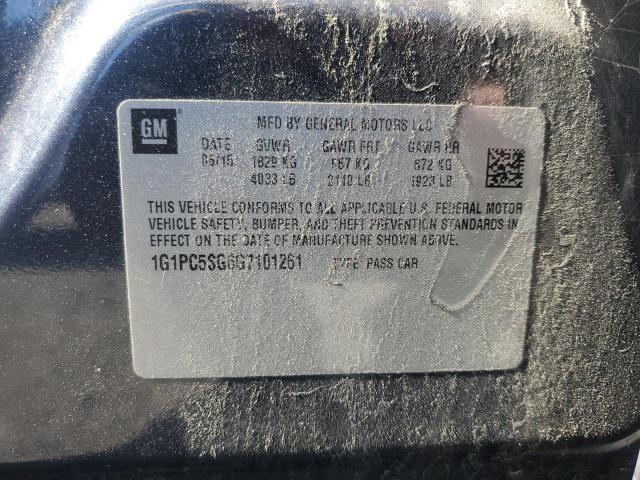 GM
MFD BY GENERAL MOTORS LLC
DATE GVWR GAWR FRT GAWR RR
05/15 1829 KG 957 KG 872 KG
4033 LB 2110 LB 1923 LB
THIS VEHICLE CONFORMS TO ALL APPLICABLE U.S. FEDERAL MOTOR
VEHICLE SAFETY, BUMPER, AND THEFT PREVENTION STANDARDS IN
EFFECT ON THE DATE OF MANUFACTURE SHOWN ABOVE.
1G1PC5SG6G7101261 TYPE: PASS CAR